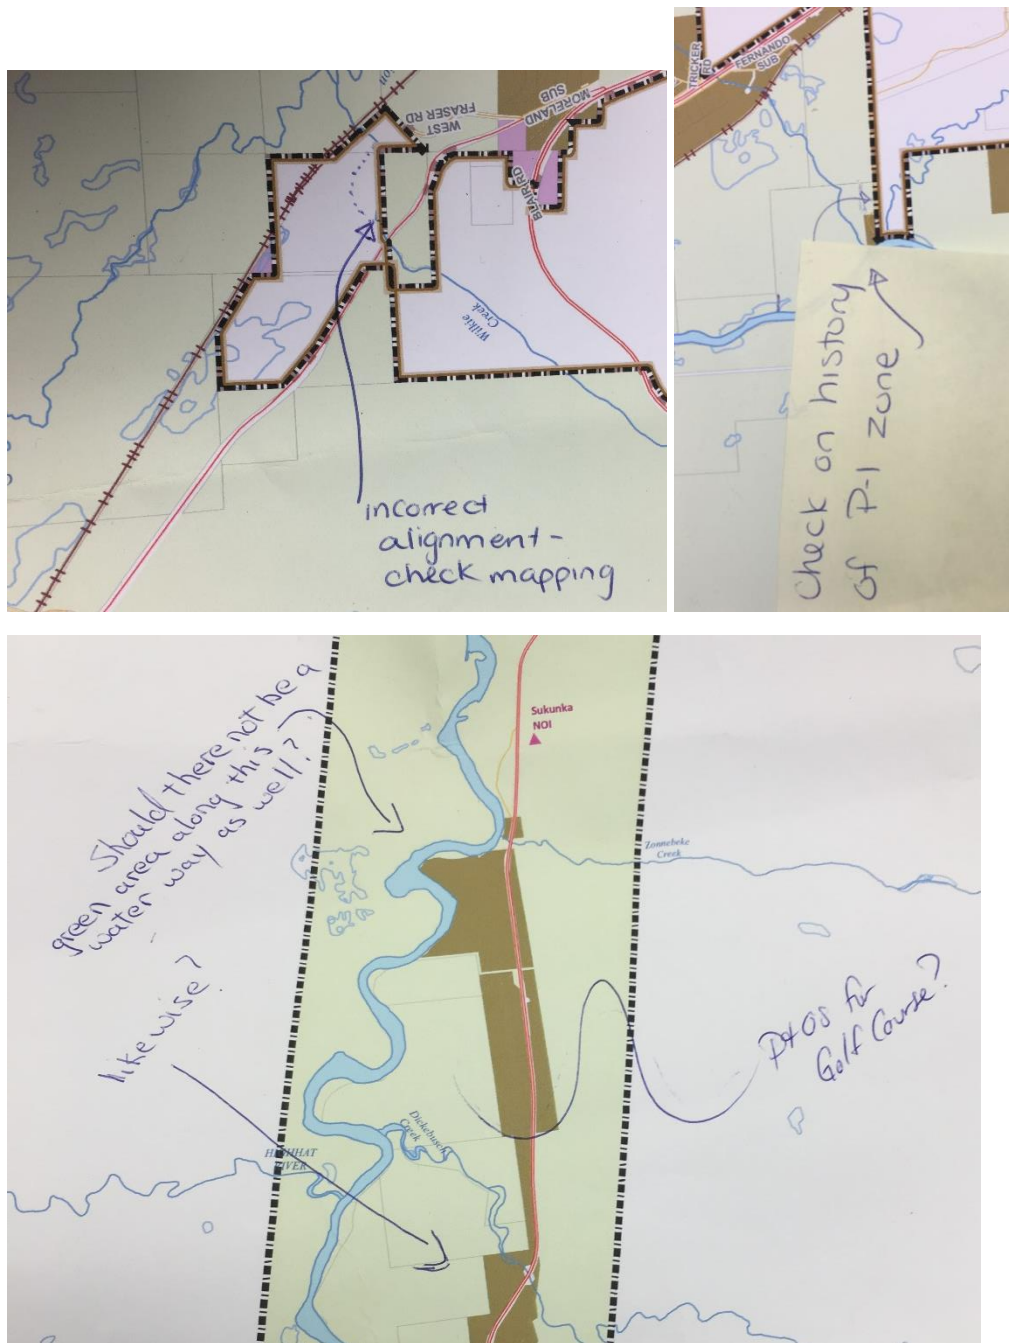 WEST
FRASER RD
MORELAND
SUB
BLAIR RD
Wilkie
Creek
incorrect
alignment -
check mapping
TRICKER
RD
FERNANDO
SUB
Check on history
of P-1 zone
Should there not be a
green area along this
water way as well?
likewise?
Sukunka
NOI
Zonnebeke
Creek
P+OS for
Golf Course?
Dickebusch
Creek